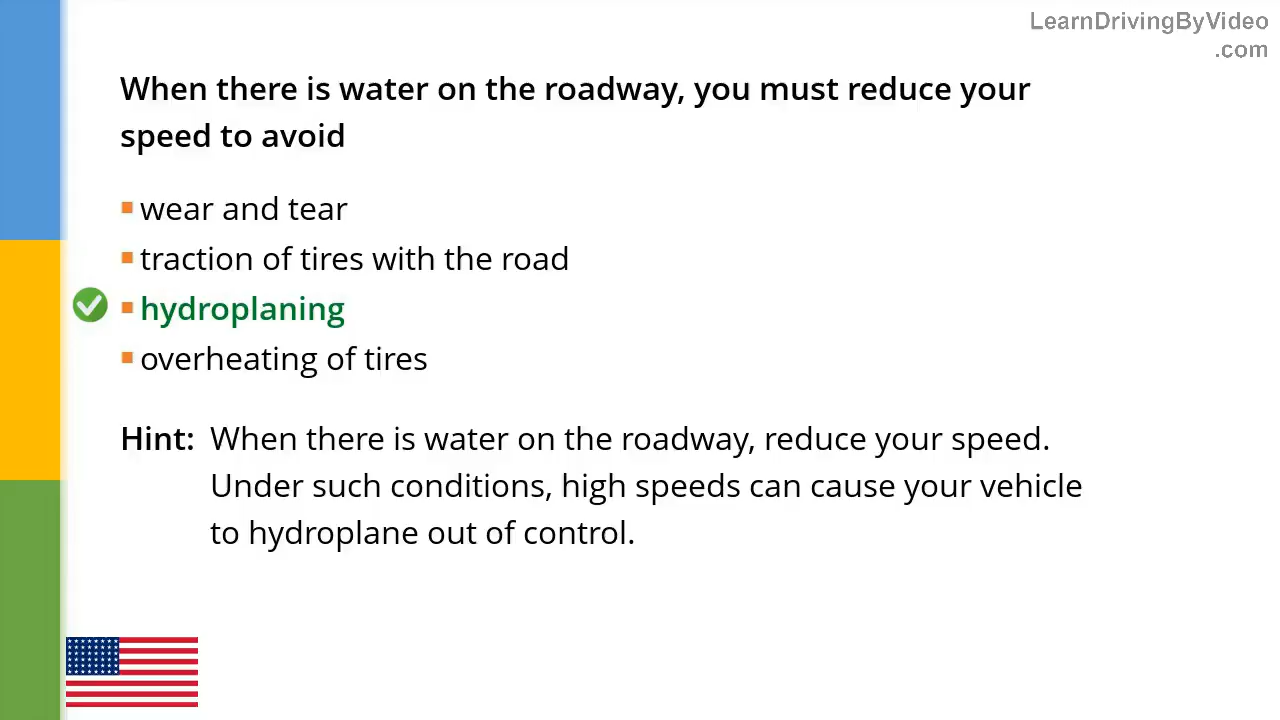 LearnDrivingByVideo
.com
When there is water on the roadway, you must reduce your
speed to avoid
wear and tear
traction of tires with the road
hydroplaning
overheating of tires
Hint: When there is water on the roadway, reduce your speed.
Under such conditions, high speeds can cause your vehicle
to hydroplane out of control.